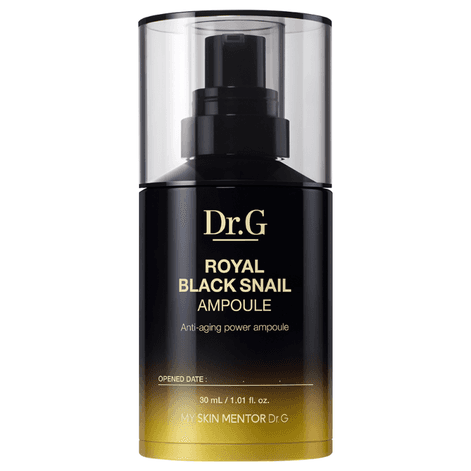 Dr.G
ROYAL
BLACK SNAIL
AMPOULE
Anti-aging power ampoule
OPENED DATE : . .
30 mL / 1.01 fl. oz.
MY SKIN MENTOR Dr.G